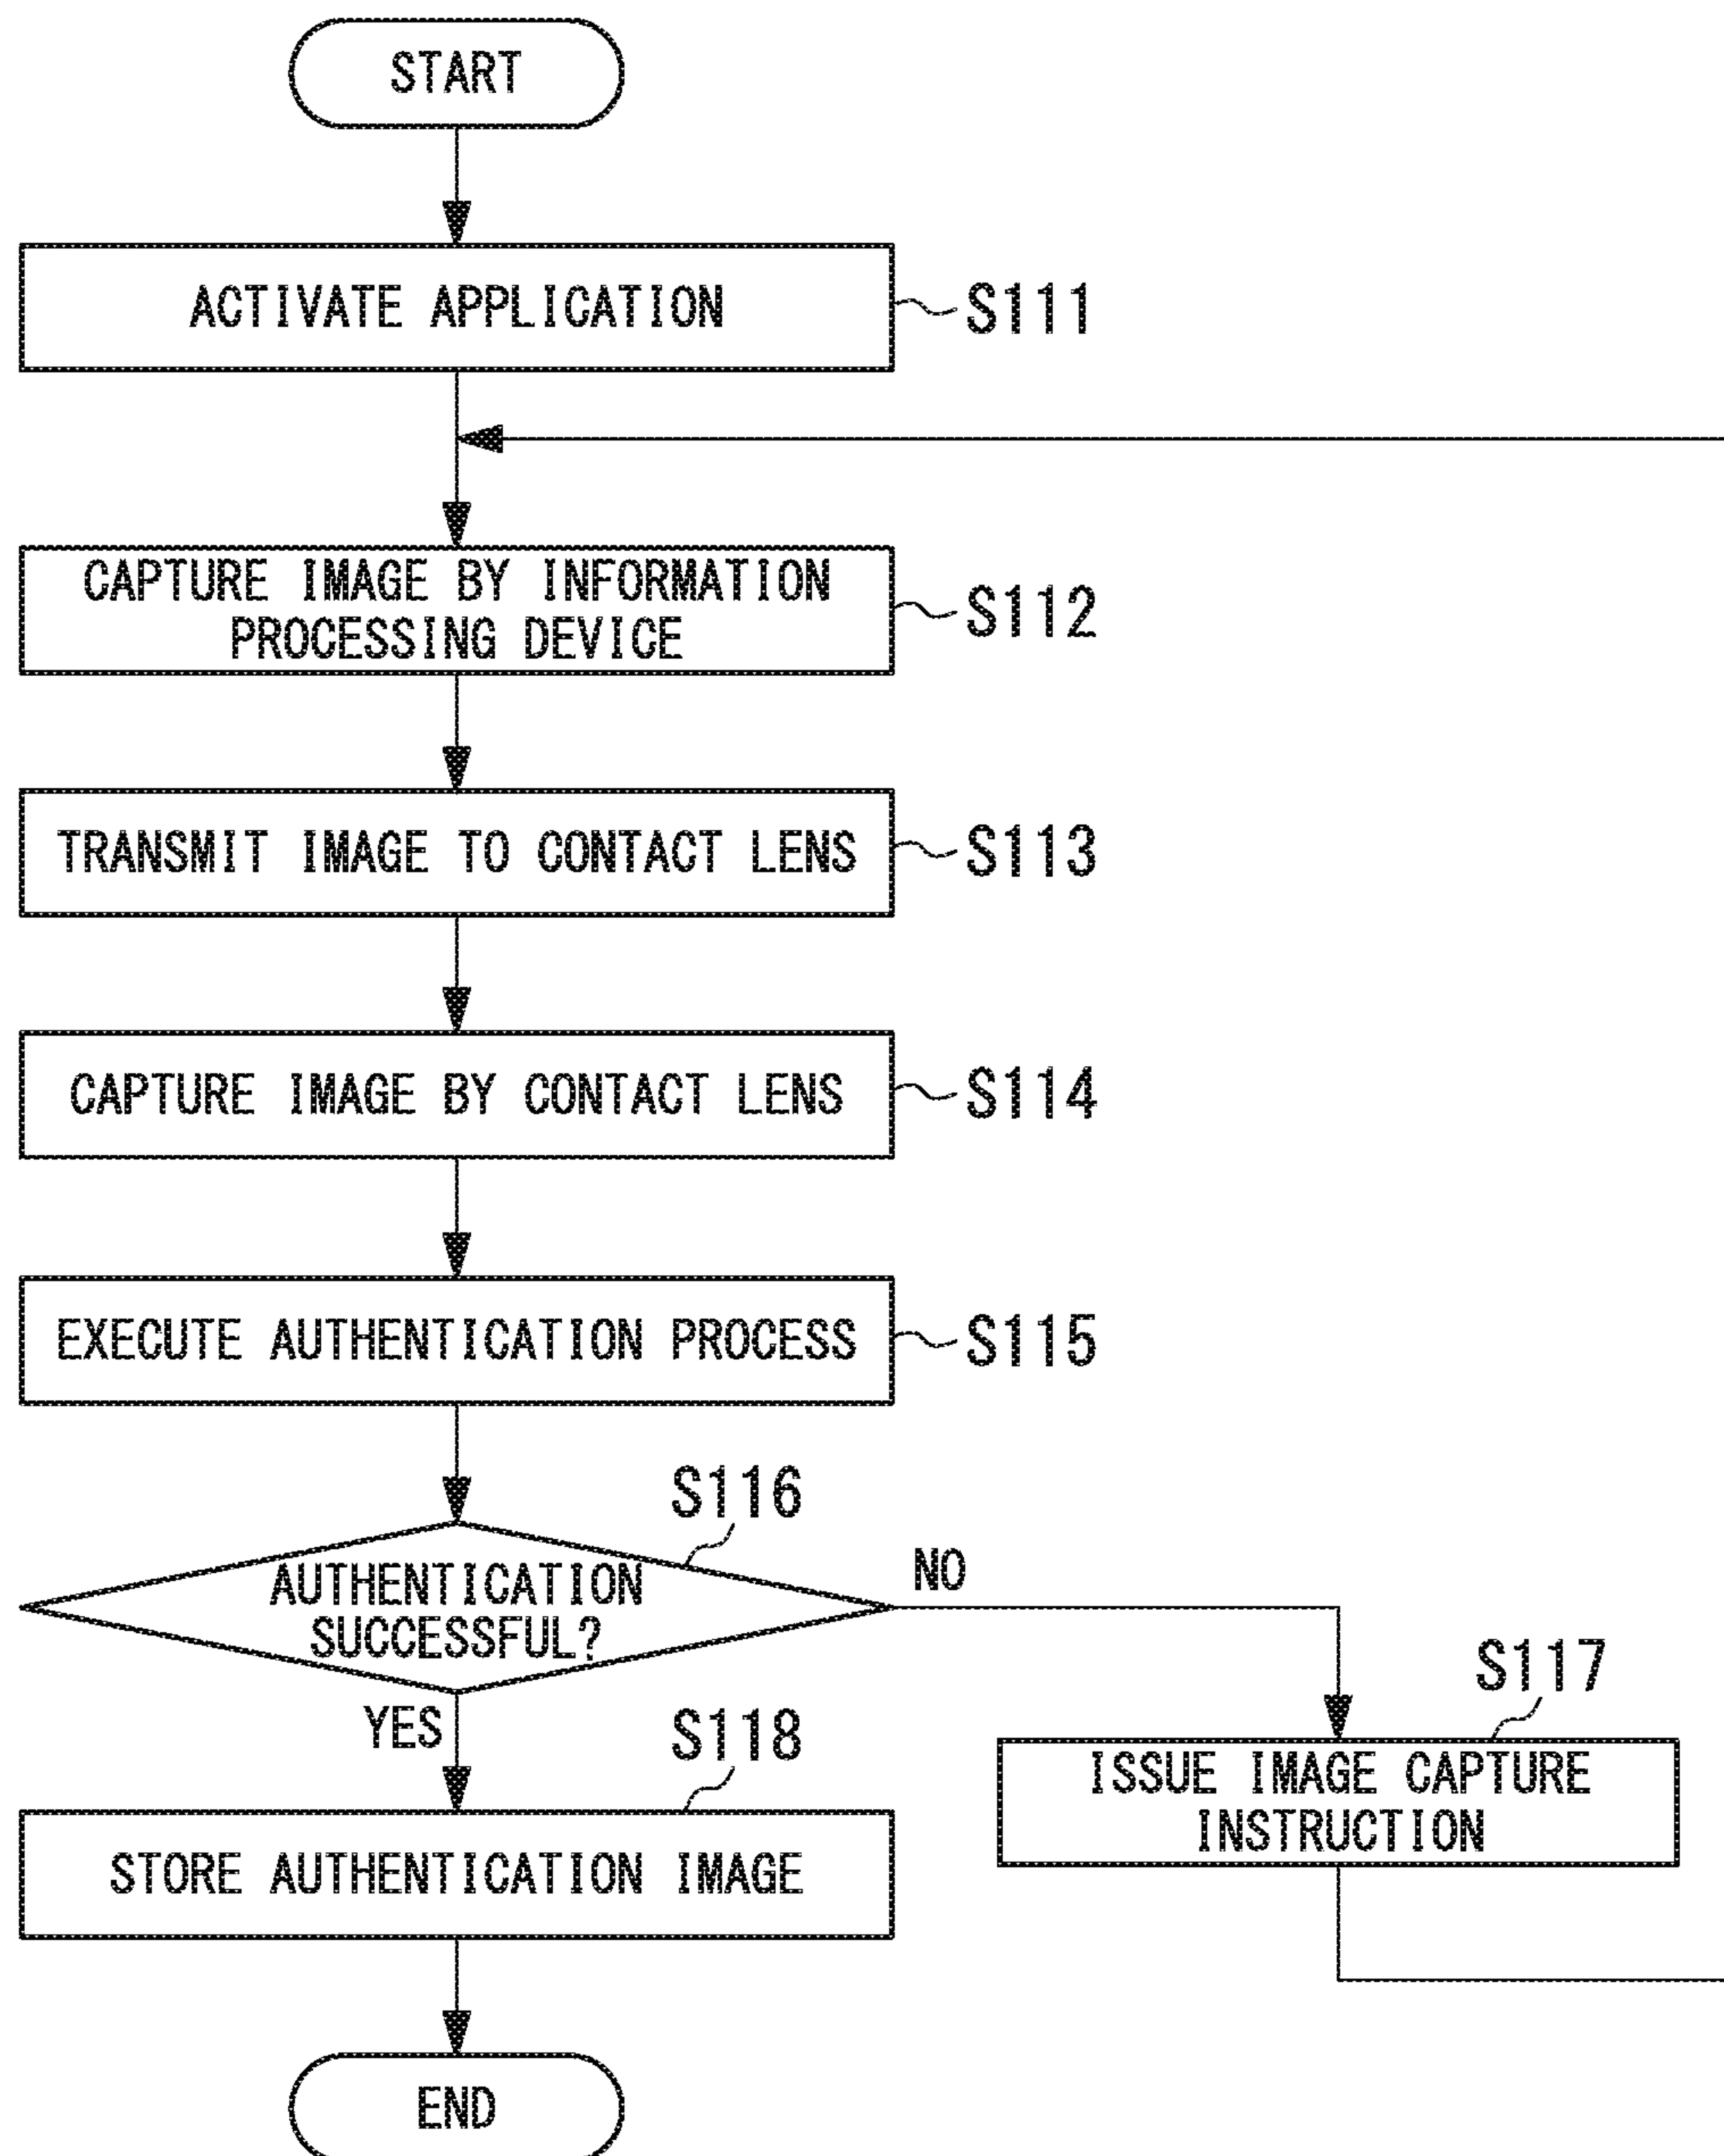 START
ACTIVATE APPLICATION
S111
CAPTURE IMAGE BY INFORMATION
PROCESSING DEVICE
S112
TRANSMIT IMAGE TO CONTACT LENS
S113
CAPTURE IMAGE BY CONTACT LENS
S114
EXECUTE AUTHENTICATION PROCESS
S115
S116
AUTHENTICATION
SUCCESSFUL?
NO
YES
S117
ISSUE IMAGE CAPTURE
INSTRUCTION
S118
STORE AUTHENTICATION IMAGE
END